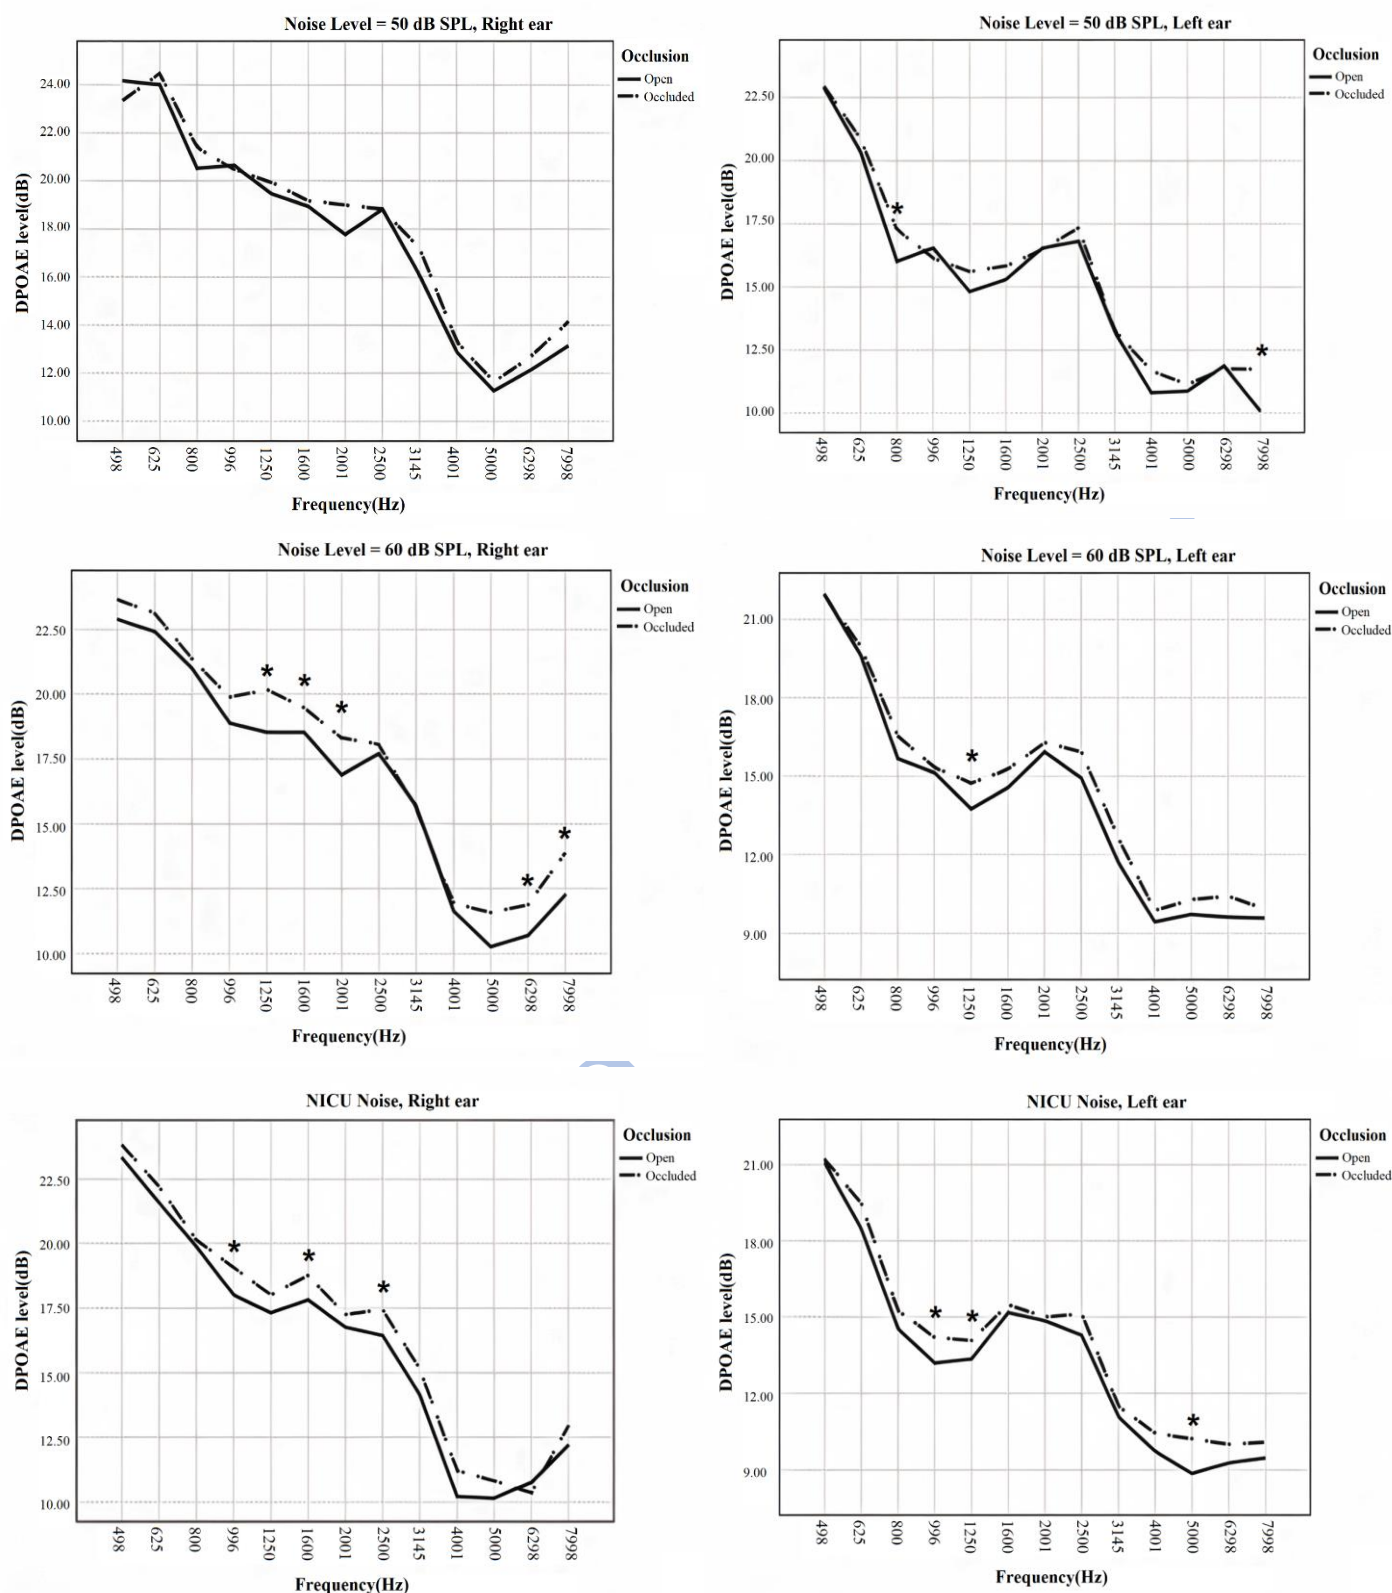 Noise Level = 50 dB SPL, Right ear
Occlusion
Open
Occluded
24.00
22.00
20.00
18.00
16.00
14.00
12.00
10.00
DPOAE level(dB)
498 625 800 996 1250 1600 2001 2500 3145 4001 5000 6298 7998
Frequency(Hz)
Noise Level = 50 dB SPL, Left ear
Occlusion
Open
Occluded
22.50
20.00
17.50
15.00
12.50
10.00
DPOAE level(dB)
*
*
498 625 800 996 1250 1600 2001 2500 3145 4001 5000 6298 7998
Frequency(Hz)
Noise Level = 60 dB SPL, Right ear
Occlusion
Open
Occluded
22.50
20.00
17.50
15.00
12.50
10.00
DPOAE level(dB)
* * *
* *
498 625 800 996 1250 1600 2001 2500 3145 4001 5000 6298 7998
Frequency(Hz)
Noise Level = 60 dB SPL, Left ear
Occlusion
Open
Occluded
21.00
18.00
15.00
12.00
9.00
DPOAE level(dB)
*
498 625 800 996 1250 1600 2001 2500 3145 4001 5000 6298 7998
Frequency(Hz)
NICU Noise, Right ear
Occlusion
Open
Occluded
22.50
20.00
17.50
15.00
12.50
10.00
DPOAE level(dB)
* * *
498 625 800 996 1250 1600 2001 2500 3145 4001 5000 6298 7998
Frequency(Hz)
NICU Noise, Left ear
Occlusion
Open
Occluded
21.00
18.00
15.00
12.00
9.00
DPOAE level(dB)
* *
*
498 625 800 996 1250 1600 2001 2500 3145 4001 5000 6298 7998
Frequency(Hz)